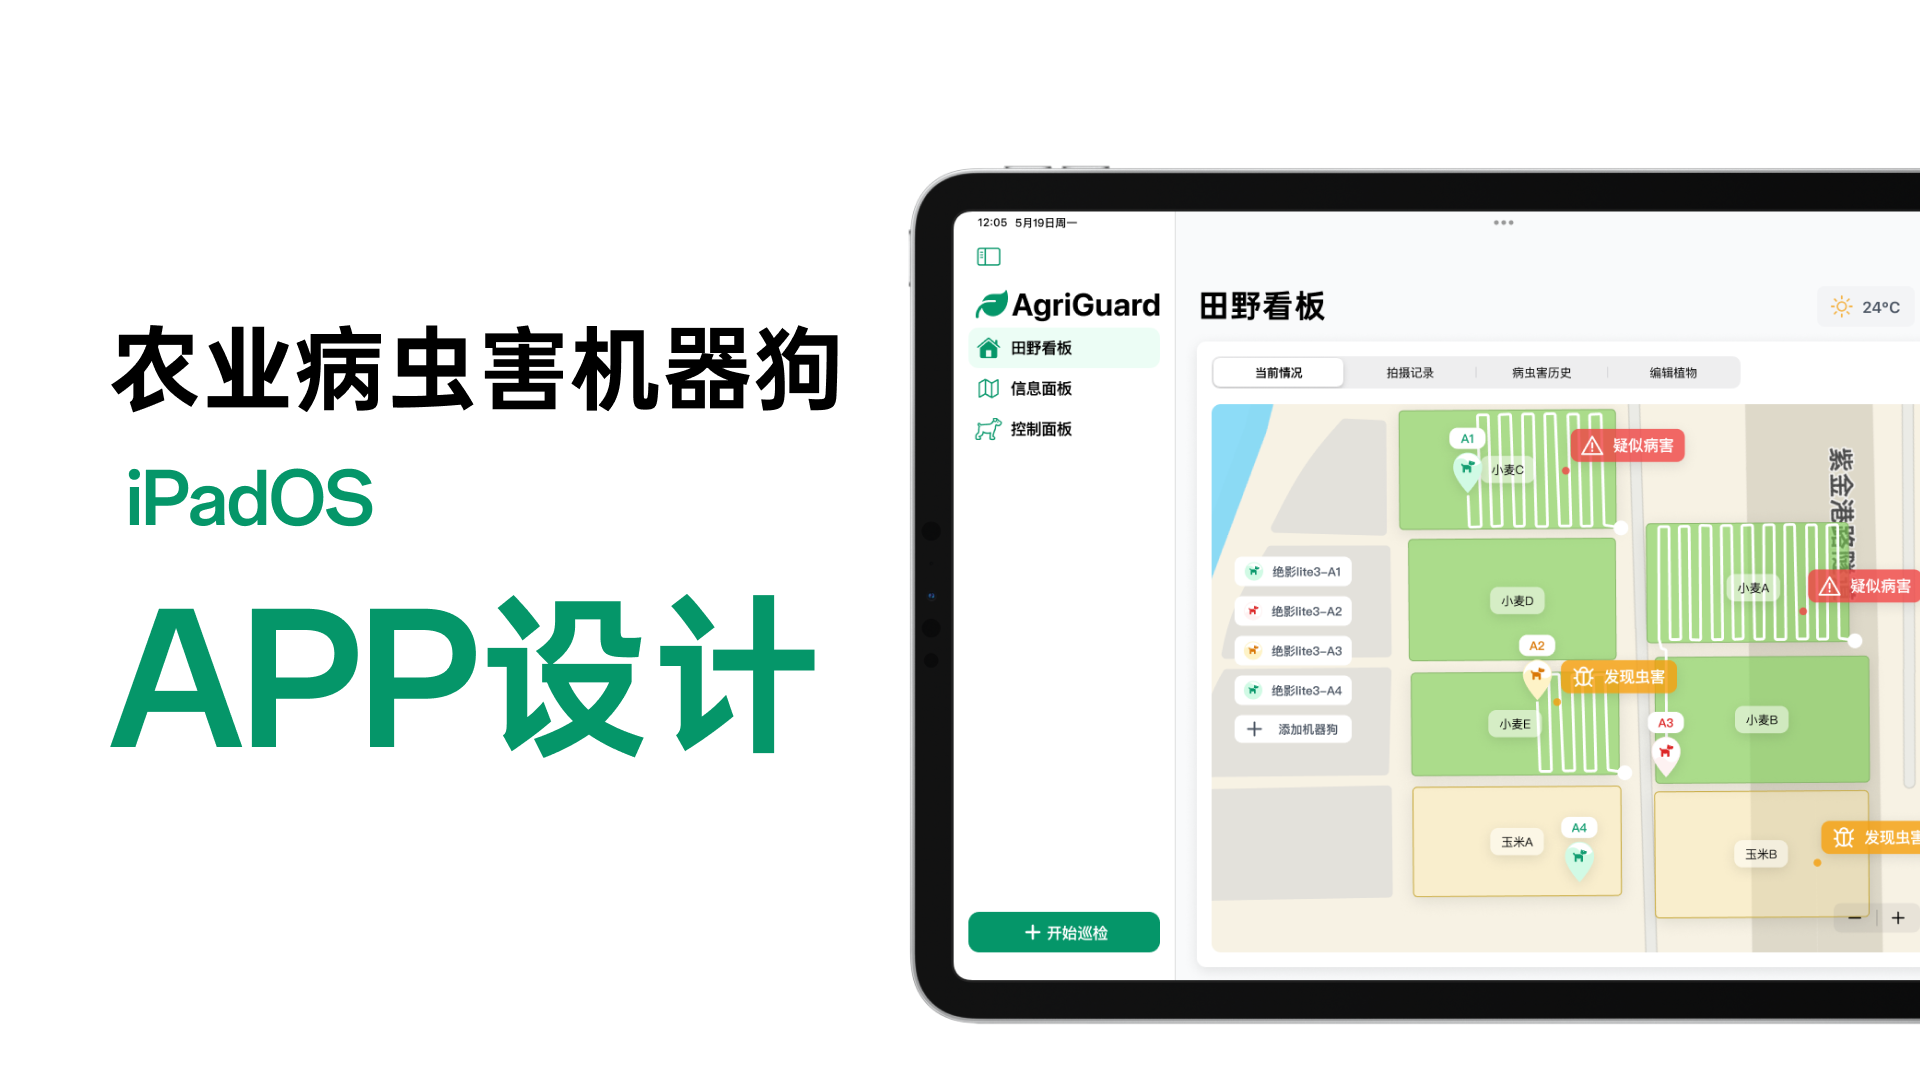 农业病虫害机器狗
iPadOS
APP设计
12:05 5月19日周一
AgriGuard
田野看板
信息面板
控制面板
开始巡检
田野看板
24°C
当前情况
拍摄记录
病虫害历史
编辑植物
A1
小麦C
疑似病害
紫金港路隧
小麦A
疑似病害
绝影lite3-A1
绝影lite3-A2
绝影lite3-A3
绝影lite3-A4
添加机器狗
小麦D
A2
发现虫害
小麦E
A3
小麦B
玉米A
A4
玉米B
发现虫害